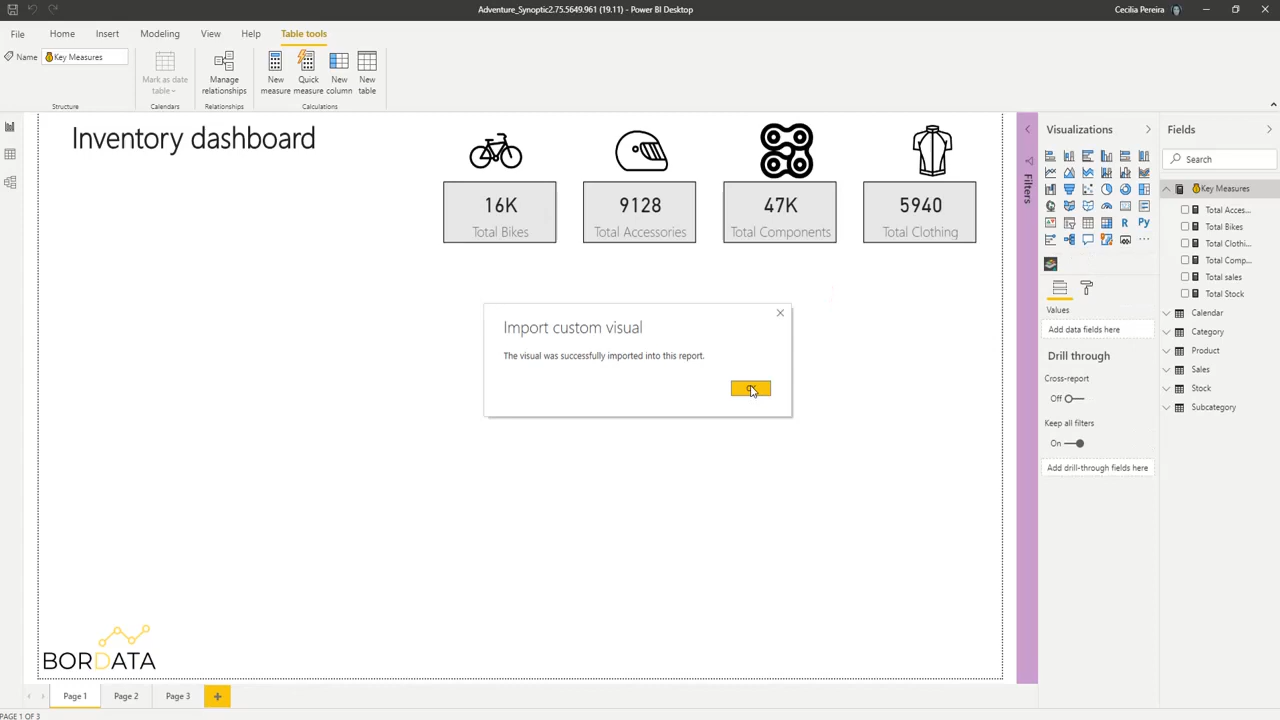 Adventure_Synoptic2.75.5649.961 (19.11) - Power BI Desktop
Cecilia Pereira
File
Home
Insert
Modeling
View
Help
Table tools
Name
Key Measures
Mark as date table
Manage relationships
New measure
Quick measure
New column
New table
Structure
Calendars
Relationships
Calculations
Inventory dashboard
16K
Total Bikes
9128
Total Accessories
47K
Total Components
5940
Total Clothing
Import custom visual
The visual was successfully imported into this report.
BORDATA
Filters
Visualizations
R
Py
Values
Add data fields here
Drill through
Cross-report
Off
Keep all filters
On
Add drill-through fields here
Fields
Search
Key Measures
Total Acces...
Total Bikes
Total Clothi...
Total Comp...
Total sales
Total Stock
Calendar
Category
Product
Sales
Stock
Subcategory
Page 1
Page 2
Page 3
PAGE 1 OF 3